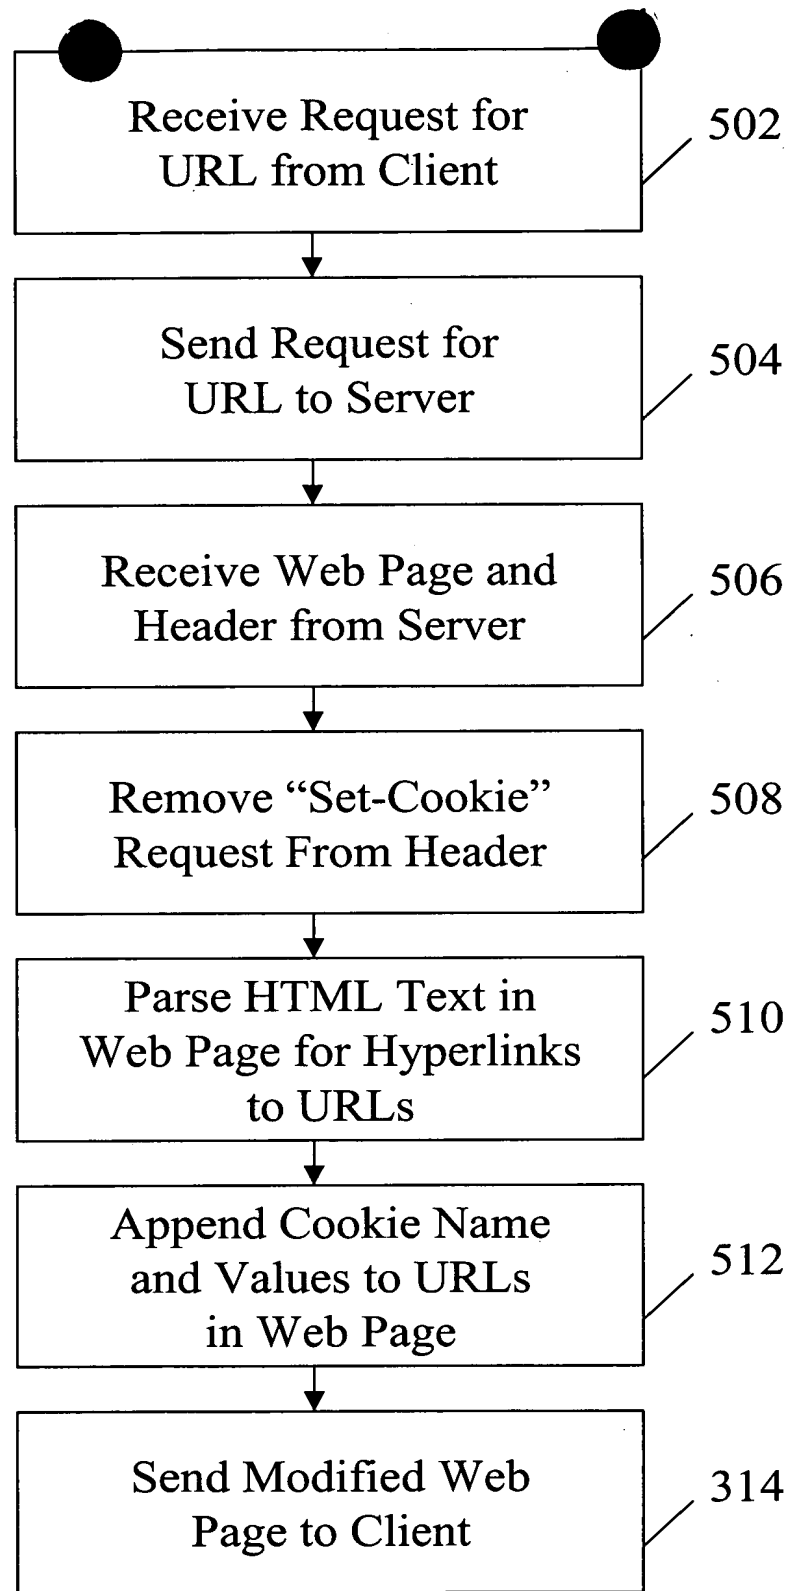 Receive Request for
URL from Client
502
Send Request for
URL to Server
504
Receive Web Page and
Header from Server
506
Remove “Set-Cookie”
Request From Header
508
Parse HTML Text in
Web Page for Hyperlinks
to URLs
510
Append Cookie Name
and Values to URLs
in Web Page
512
Send Modified Web
Page to Client
314